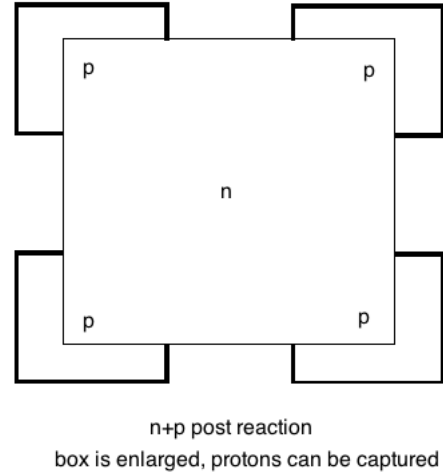 p p
n
p p
n+p post reaction
box is enlarged, protons can be captured